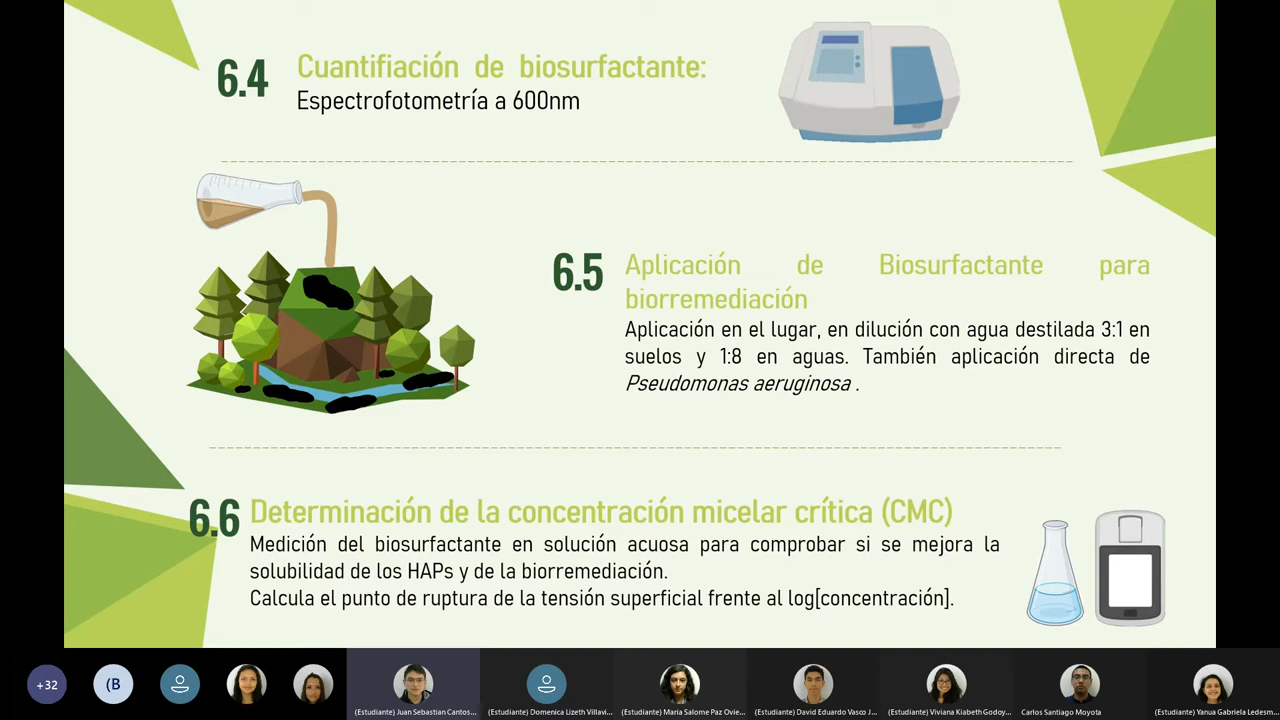 6.4
Cuantifiación de biosurfactante:
Espectrofotometría a 600nm
6.5
Aplicación de Biosurfactante para
biorremediación
Aplicación en el lugar, en dilución con agua destilada 3:1 en
suelos y 1:8 en aguas. También aplicación directa de
Pseudomonas aeruginosa .
6.6
Determinación de la concentración micelar crítica (CMC)
Medición del biosurfactante en solución acuosa para comprobar si se mejora la
solubilidad de los HAPs y de la biorremediación.
Calcula el punto de ruptura de la tensión superficial frente al log[concentración].
+32
(B
(Estudiante) Juan Sebastian Cantos...
(Estudiante) Domenica Lizeth Villavi...
(Estudiante) Maria Salome Paz Ovie...
(Estudiante) David Eduardo Vasco J...
(Estudiante) Viviana Kiabeth Godoy...
Carlos Santiago Moyota
(Estudiante) Vanua Gabriela Ledesm...